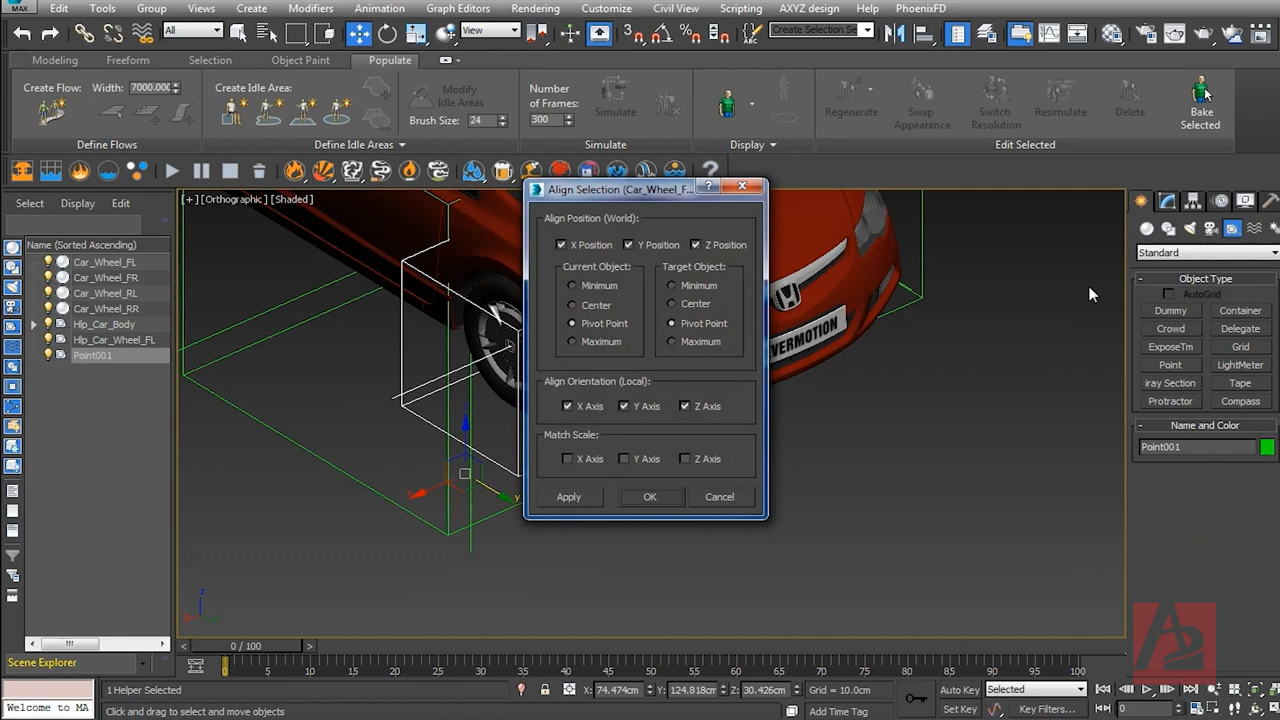 MAX Edit Tools Group Views Create Modifiers Animation Graph Editors Rendering Customize Civil View Scripting AXYZ design Help PhoenixFD
All View Create Selection Se
Modeling Freeform Selection Object Paint Populate
Create Flow: Width: 7000.000 Create Idle Area: Modify Idle Areas Brush Size: 24 Number of Frames: 300 Simulate Regenerate Swap Appearance Switch Resolution Resimulate Delete Bake Selected
Define Flows Define Idle Areas Simulate Display Edit Selected
Select Display Edit
Name (Sorted Ascending)
Car_Wheel_FL
Car_Wheel_FR
Car_Wheel_RL
Car_Wheel_RR
Hlp_Car_Body
Hlp_Car_Wheel_FL
Point001
[+] [Orthographic] [Shaded]
Align Selection (Car_Wheel_F...
Align Position (World):
X Position Y Position Z Position
Current Object: Target Object:
Minimum Minimum
Center Center
Pivot Point Pivot Point
Maximum Maximum
Align Orientation (Local):
X Axis Y Axis Z Axis
Match Scale:
X Axis Y Axis Z Axis
Apply OK Cancel
VERMOTION
y
z
Standard
Object Type
AutoGrid
Dummy Container
Crowd Delegate
ExposeTm Grid
Point LightMeter
iray Section Tape
Protractor Compass
Name and Color
Point001
0 / 100
Scene Explorer
0 5 10 15 20 25 30 35 40 45 50 55 60 65 70 75 80 85 90 95 100
1 Helper Selected X: 74.474cm Y: 124.818cm Z: 30.426cm Grid = 10.0cm Auto Key Selected
Welcome to MA Click and drag to select and move objects Add Time Tag Set Key Key Filters... 0